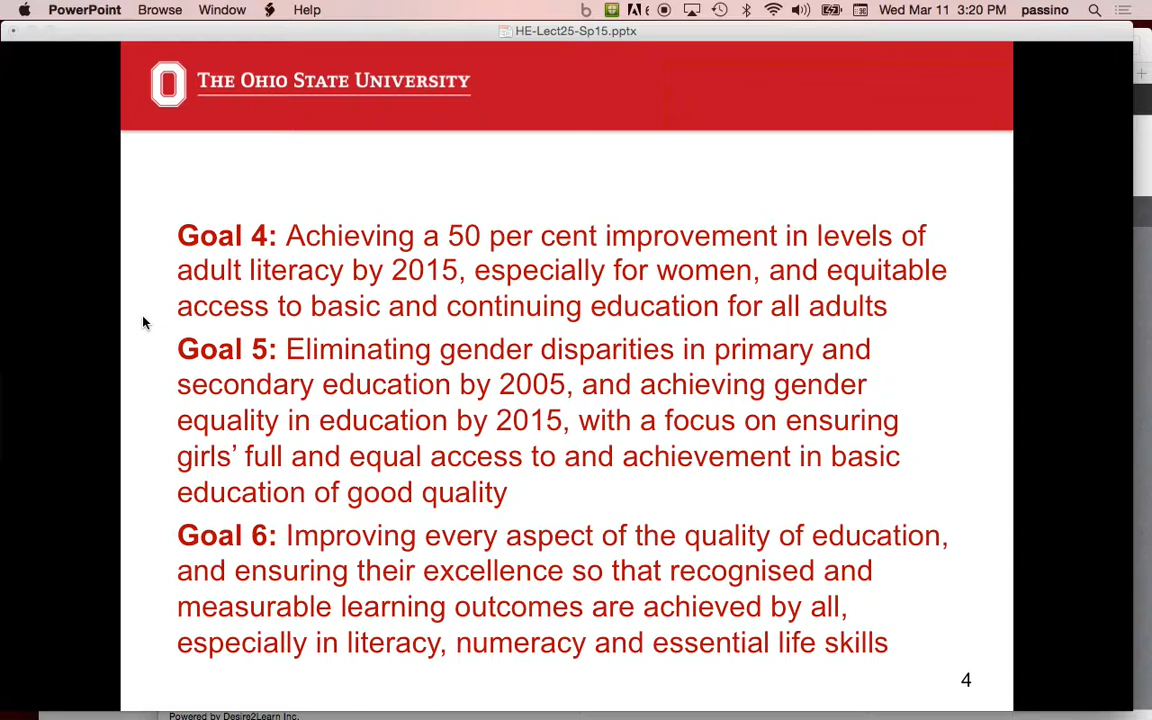 PowerPoint Browse Window Help Wed Mar 11 3:20 PM passino
HE-Lect25-Sp15.pptx
THE OHIO STATE UNIVERSITY
Goal 4: Achieving a 50 per cent improvement in levels of
adult literacy by 2015, especially for women, and equitable
access to basic and continuing education for all adults
Goal 5: Eliminating gender disparities in primary and
secondary education by 2005, and achieving gender
equality in education by 2015, with a focus on ensuring
girls’ full and equal access to and achievement in basic
education of good quality
Goal 6: Improving every aspect of the quality of education,
and ensuring their excellence so that recognised and
measurable learning outcomes are achieved by all,
especially in literacy, numeracy and essential life skills
4
Powered by Desire2Learn Inc.